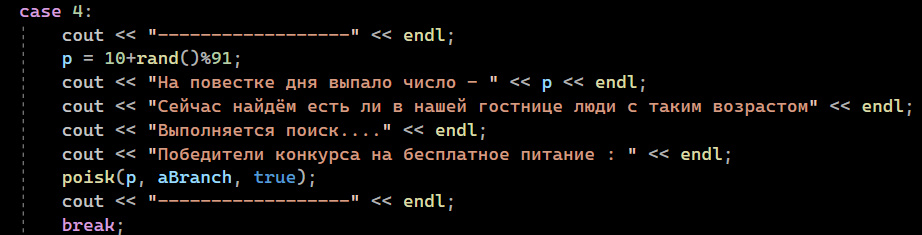 case 4:
cout << "------------------" << endl;
p = 10+rand()%91;
cout << "На повестке дня выпало число - " << p << endl;
cout << "Сейчас найдём есть ли в нашей гостнице люди с таким возрастом" << endl;
cout << "Выполняется поиск...." << endl;
cout << "Победители конкурса на бесплатное питание : " << endl;
poisk(p, aBranch, true);
cout << "------------------" << endl;
break;